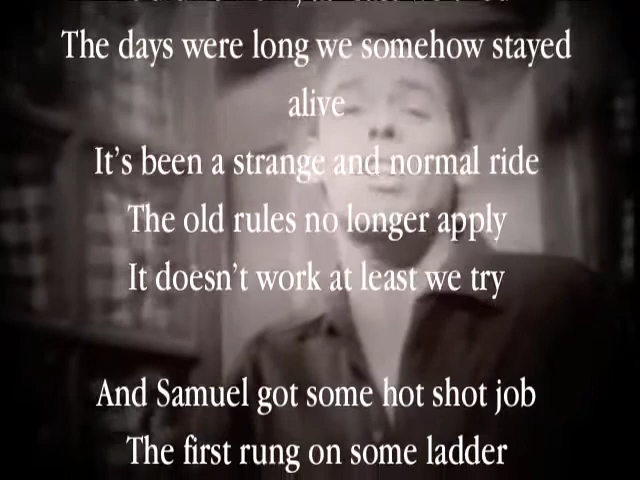 The days were long we somehow stayed
alive
It's been a strange and normal ride
The old rules no longer apply
It doesn't work at least we try
And Samuel got some hot shot job
The first rung on some ladder